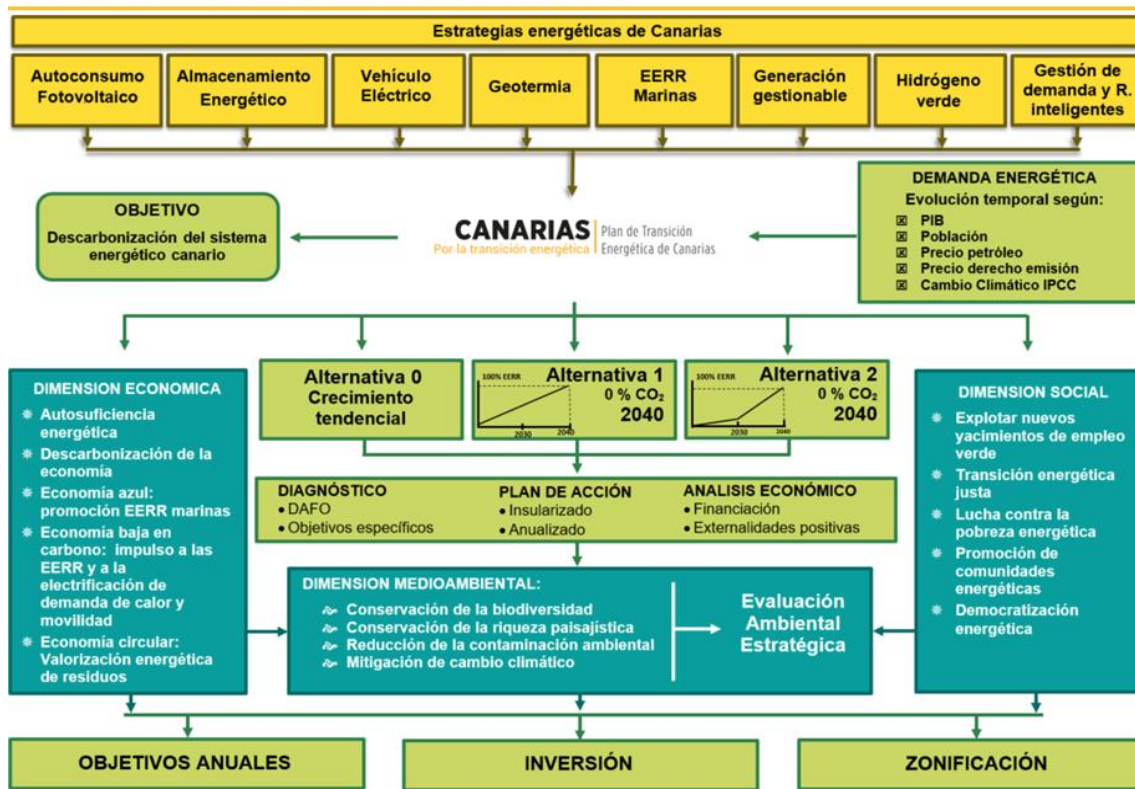 Estrategias energéticas de Canarias
Autoconsumo
Fotovoltaico
Almacenamiento
Energético
Vehículo
Eléctrico
Geotermia
EERR
Marinas
Generación
gestionable
Hidrógeno
verde
Gestión de
demanda y R.
inteligentes
OBJETIVO
Descarbonización del sistema
energético canario
CANARIAS
Por la transición energética
Plan de Transición
Energética de Canarias
DEMANDA ENERGÉTICA
Evolución temporal según:
PIB
Población
Precio petróleo
Precio derecho emisión
Cambio Climático IPCC
DIMENSION ECONOMICA
Autosuficiencia
energética
Descarbonización de la
economía
Economía azul:
promoción EERR marinas
Economía baja en
carbono: impulso a las
EERR y a la
electrificación de
demanda de calor y
movilidad
Economía circular:
Valorización energética
de residuos
Alternativa 0
Crecimiento
tendencial
100% EERR
Alternativa 1
0 % CO₂
2040
2030
2040
100% EERR
Alternativa 2
0 % CO₂
2040
2030
2040
DIAGNÓSTICO
• DAFO
• Objetivos específicos
PLAN DE ACCIÓN
• Insularizado
• Anualizado
ANALISIS ECONÓMICO
• Financiación
• Externalidades positivas
DIMENSION MEDIOAMBIENTAL:
Conservación de la biodiversidad
Conservación de la riqueza paisajística
Reducción de la contaminación ambiental
Mitigación de cambio climático
Evaluación
Ambiental
Estratégica
DIMENSION SOCIAL
Explotar nuevos
yacimientos de empleo
verde
Transición energética
justa
Lucha contra la
pobreza energética
Promoción de
comunidades
energéticas
Democratización
energética
OBJETIVOS ANUALES
INVERSIÓN
ZONIFICACIÓN